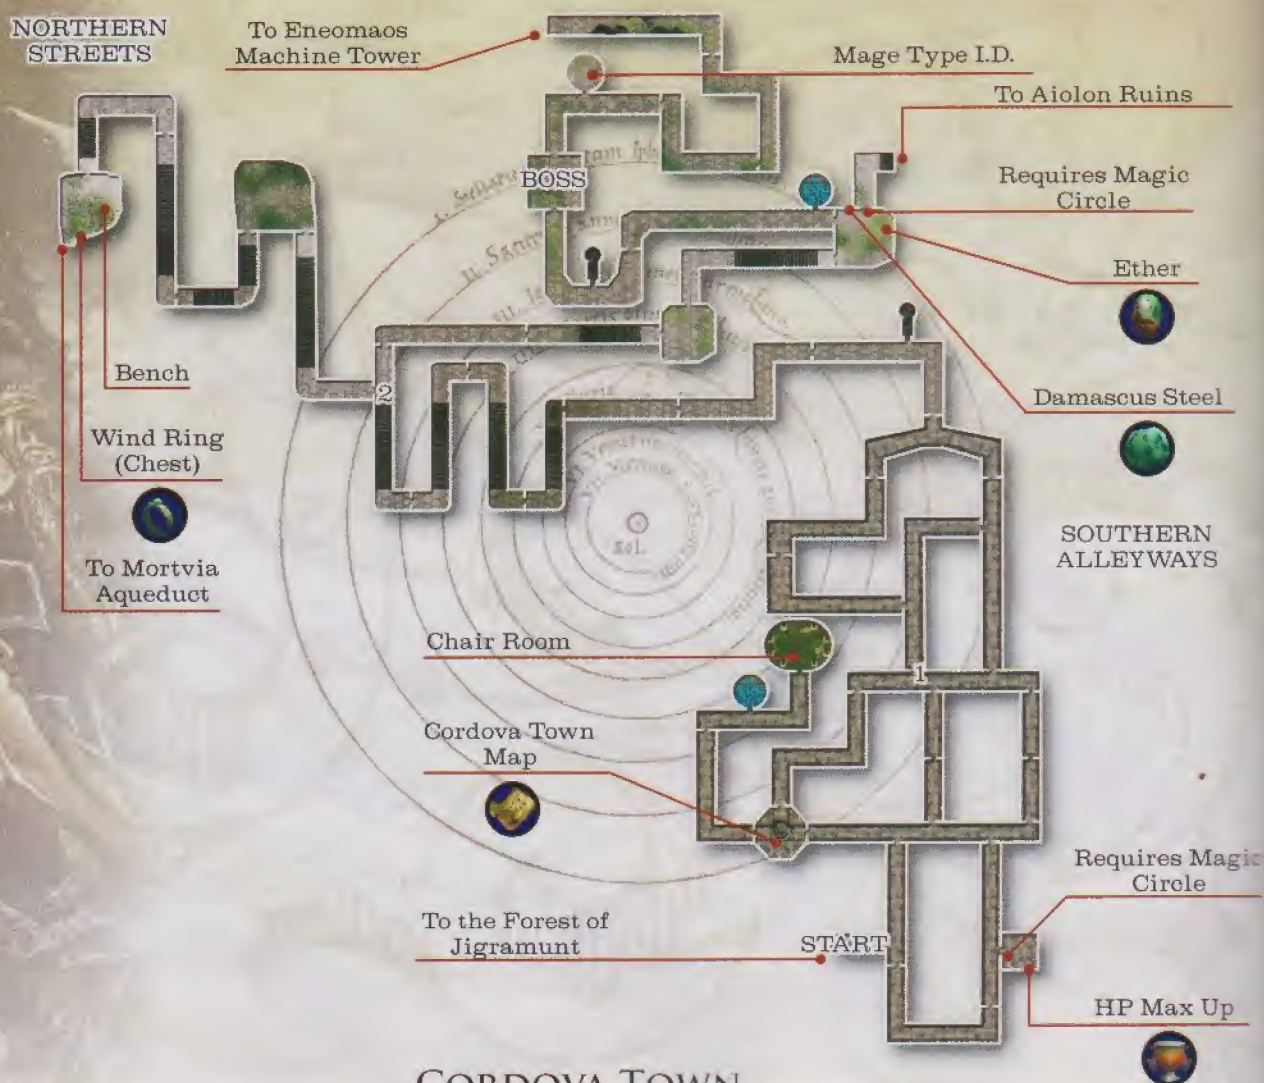 NORTHERN
STREETS
To Eneomaos
Machine Tower
Mage Type I.D.
To Aiolon Ruins
BOSS
Requires Magic
Circle
Ether
Bench
2
Damascus Steel
Wind Ring
(Chest)
SOUTHERN
ALLEYWAYS
To Mortvia
Aqueduct
Sol.
Chair Room
1
Cordova Town
Map
Requires Magic
Circle
To the Forest of
Jigramunt
START
HP Max Up
CORDOVA TOWN